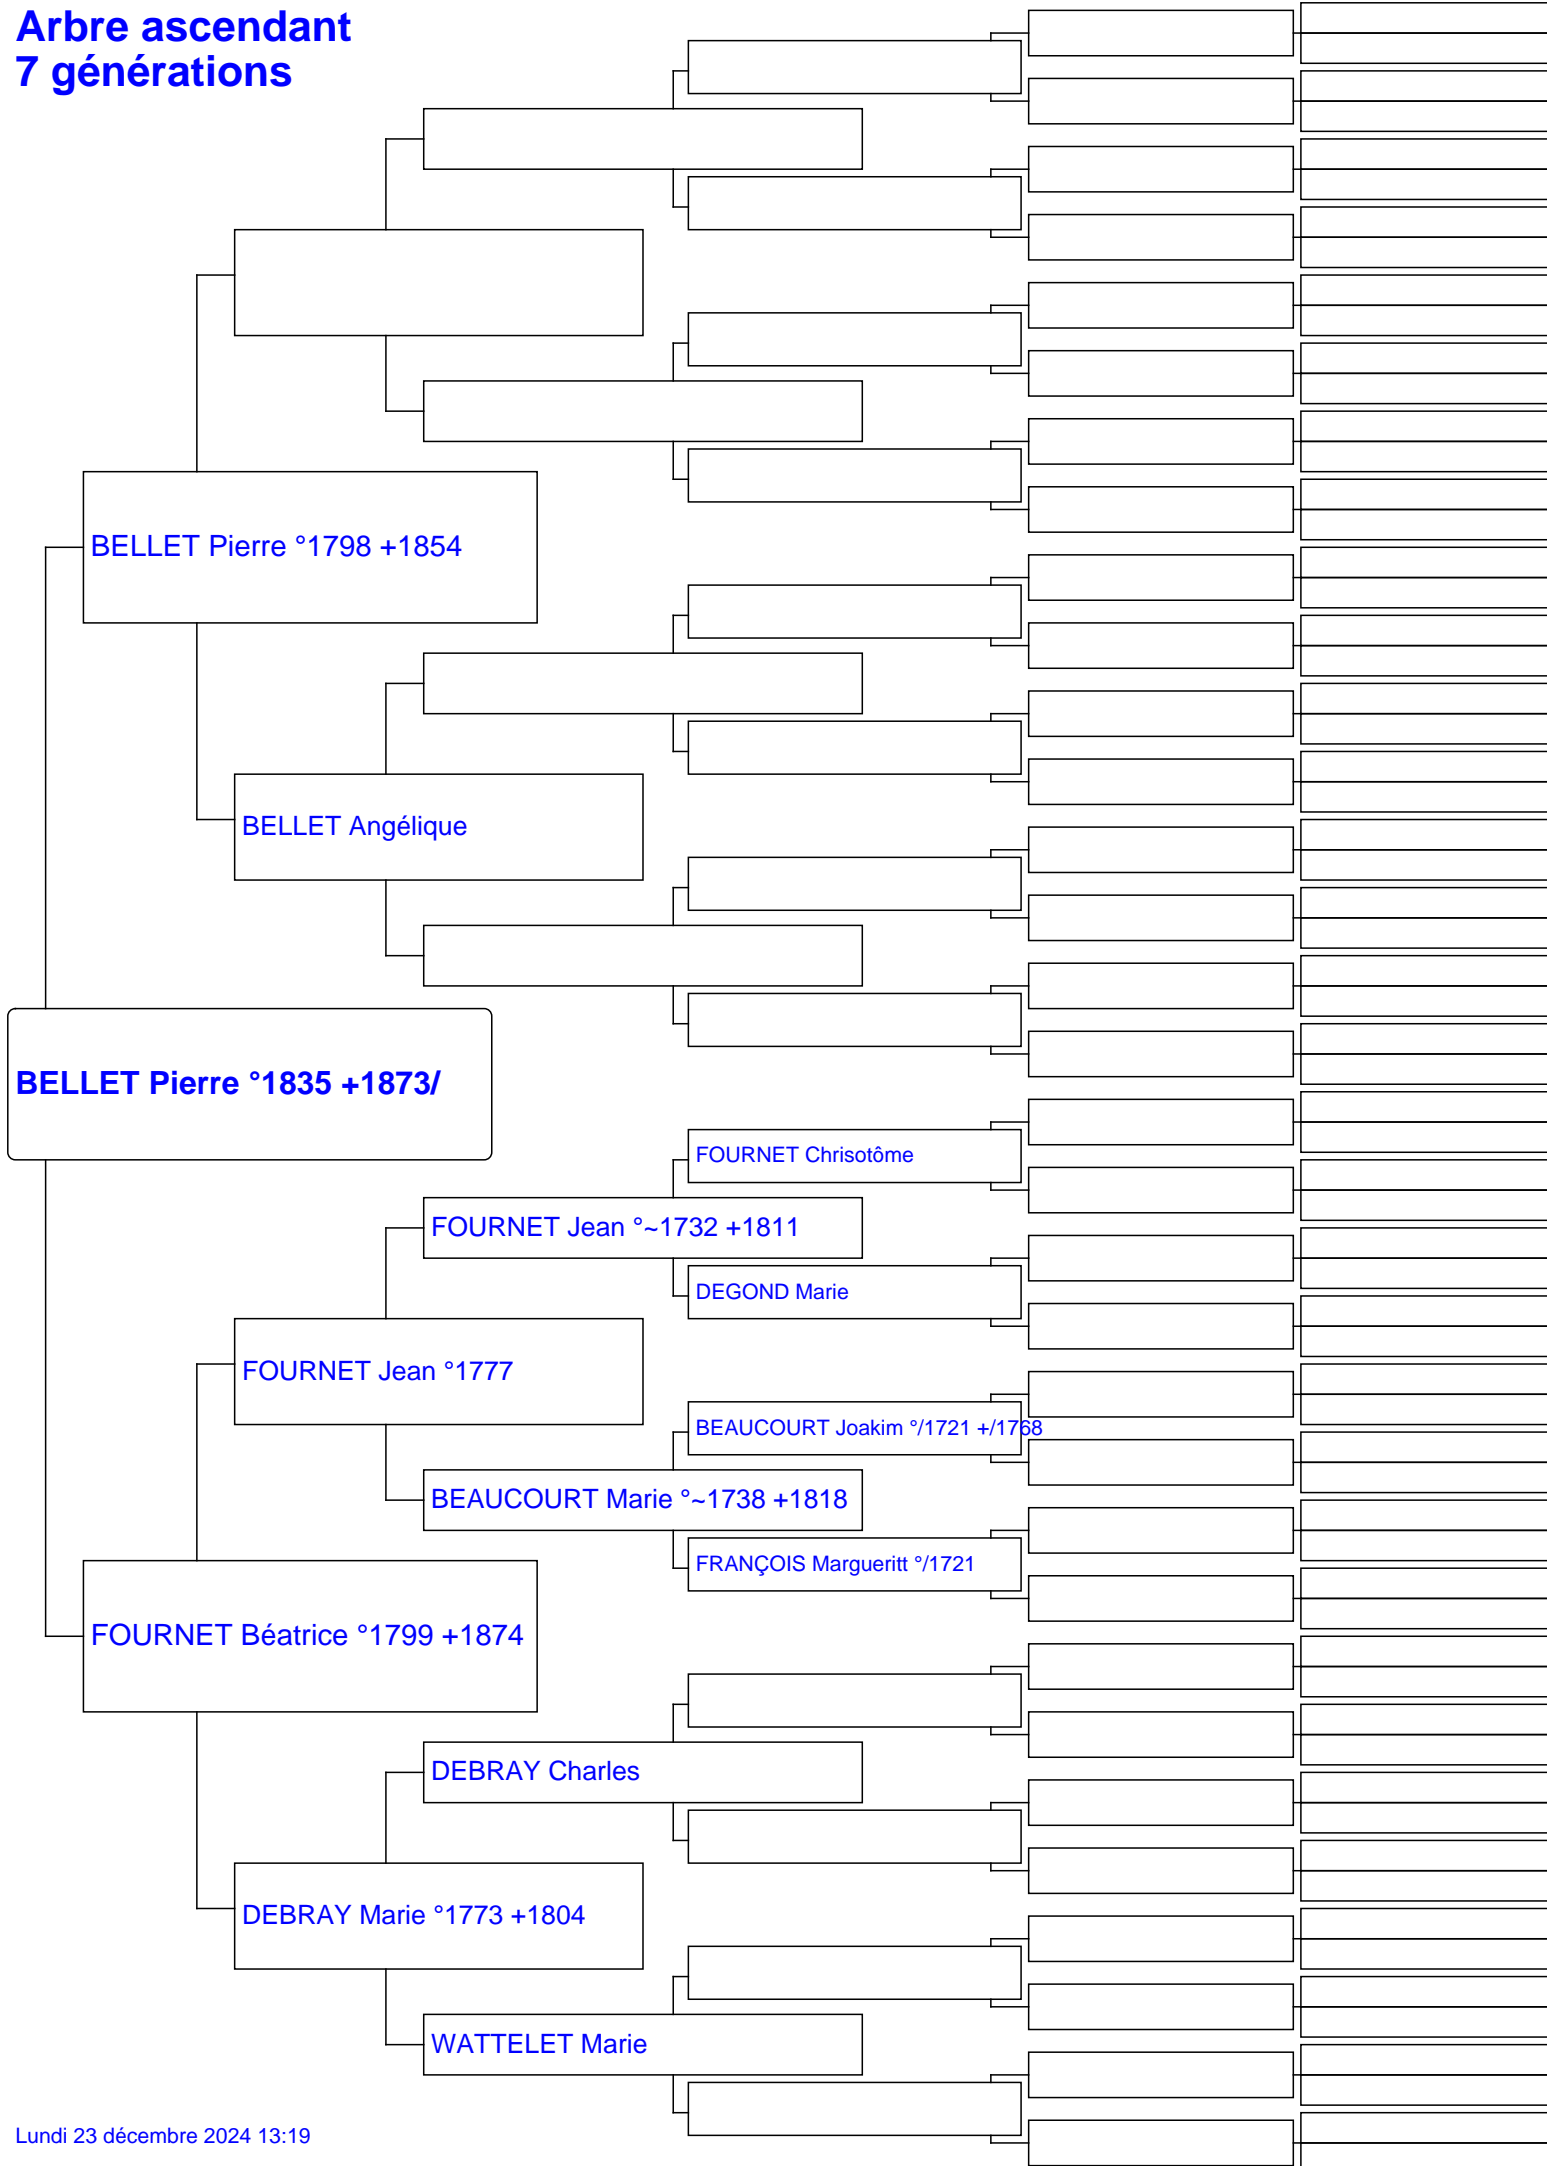 Arbre ascendant
7 générations
BELLET Pierre °1798 +1854
BELLET Angélique
BELLET Pierre °1835 +1873/
FOURNET Chrisotôme
FOURNET Jean °~1732 +1811
DEGOND Marie
FOURNET Jean °1777
BEAUCOURT Joakim °/1721 +/1768
BEAUCOURT Marie °~1738 +1818
FRANÇOIS Margueritt °/1721
FOURNET Béatrice °1799 +1874
DEBRAY Charles
DEBRAY Marie °1773 +1804
WATTELET Marie
Lundi 23 décembre 2024 13:19